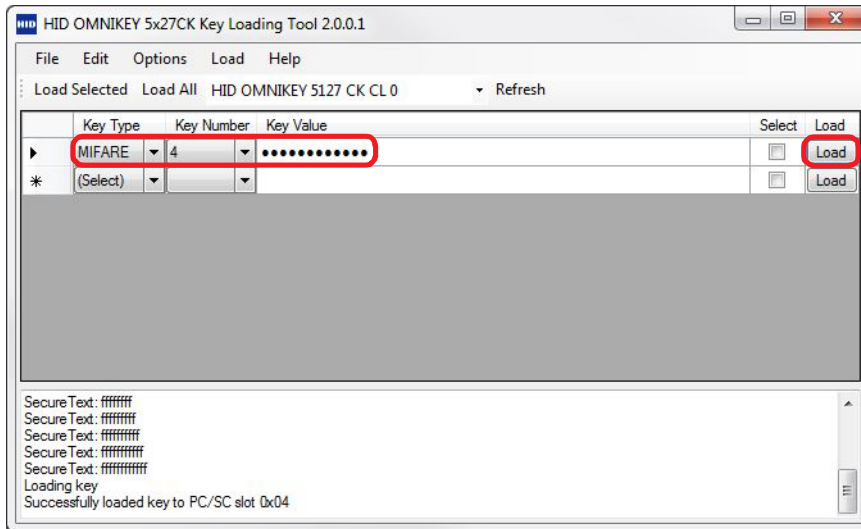 HID HID OMNIKEY 5x27CK Key Loading Tool 2.0.0.1
File Edit Options Load Help
Load Selected Load All HID OMNIKEY 5127 CK CL 0 Refresh
Key Type Key Number Key Value Select Load
MIFARE 4 ●●●●●●●●●●●● Load
(Select) Load
SecureText: ffffffff
SecureText: fffffffff
SecureText: ffffffffff
SecureText: fffffffffff
SecureText: ffffffffffff
Loading key
Successfully loaded key to PC/SC slot 0x04